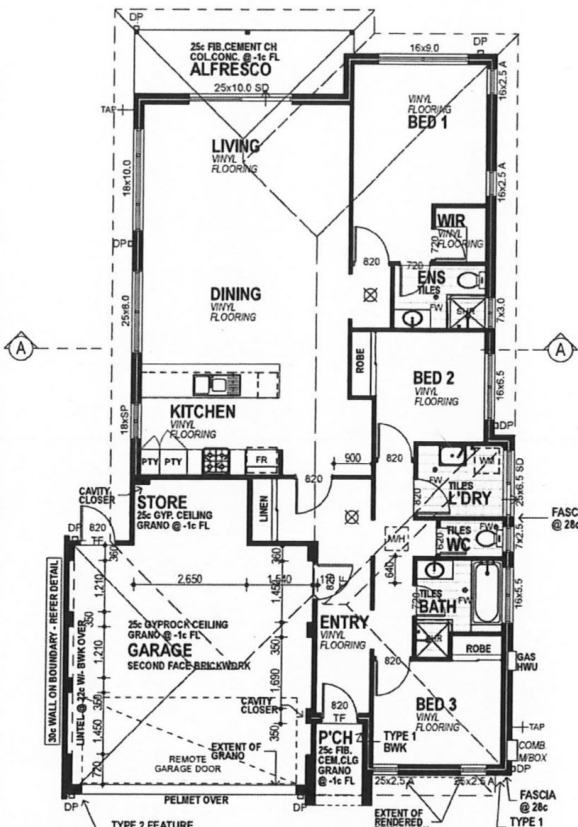 DP
25c FIB.CEMENT CH
COL.CONC. @ -1c FL
ALFRESCO
25x10.0 SD
16x9.0
DP
16x2.5 A
TAP
LIVING
VINYL
FLOORING
VINYL
FLOORING
BED 1
18x10.0
16x2.5 A
WIR
VINYL
FLOORING
720
DP
820
720
ENS
TILES
FW
SHR
7x3.0
DINING
VINYL
FLOORING
25x8.0
A
A
ROBE
BED 2
VINYL
FLOORING
16x6.5
DP
KITCHEN
VINYL
FLOORING
18xSP
PTY
PTY
FR
900
820
820
TILES
L'DRY
FW
WM
820
25x6.5 SD
CAVITY
CLOSER
STORE
25c GYP. CEILING
GRANO @ -1c FL
LINEN
M/H
TILES
WC
FW
620
7x2.5
FASC
@ 28c
DP
820
TF
360
2,650
1,540
360
820
TF
640
720
TILES
BATH
FW
SHR
16x5.5
30c WALL ON BOUNDARY - REFER DETAIL
LINTEL @ 22c WI- BWK OVER
1,210
350
1,210
350
1,450
720
25c GYPROCK CEILING
GRANO @ -1c FL
GARAGE
SECOND FACE BRICKWORK
1,210
350
1,690
350
ENTRY
VINYL
FLOORING
ROBE
GAS
HWU
820
BED 3
VINYL
FLOORING
CAVITY
CLOSER
820
TF
P'CH
25c FIB.
CEM,CLG
GRANO
@ -1c FL
TYPE 1
BWK
TAP
COMB.
M/BOX
EXTENT OF
GRANO
REMOTE
GARAGE DOOR
PELMET OVER
DP
DP
25x2.5 A
25x2.5 A
DP
FASCIA
@ 28c
TYPE 2 FEATURE
EXTENT OF
RENDERED
TYPE 1